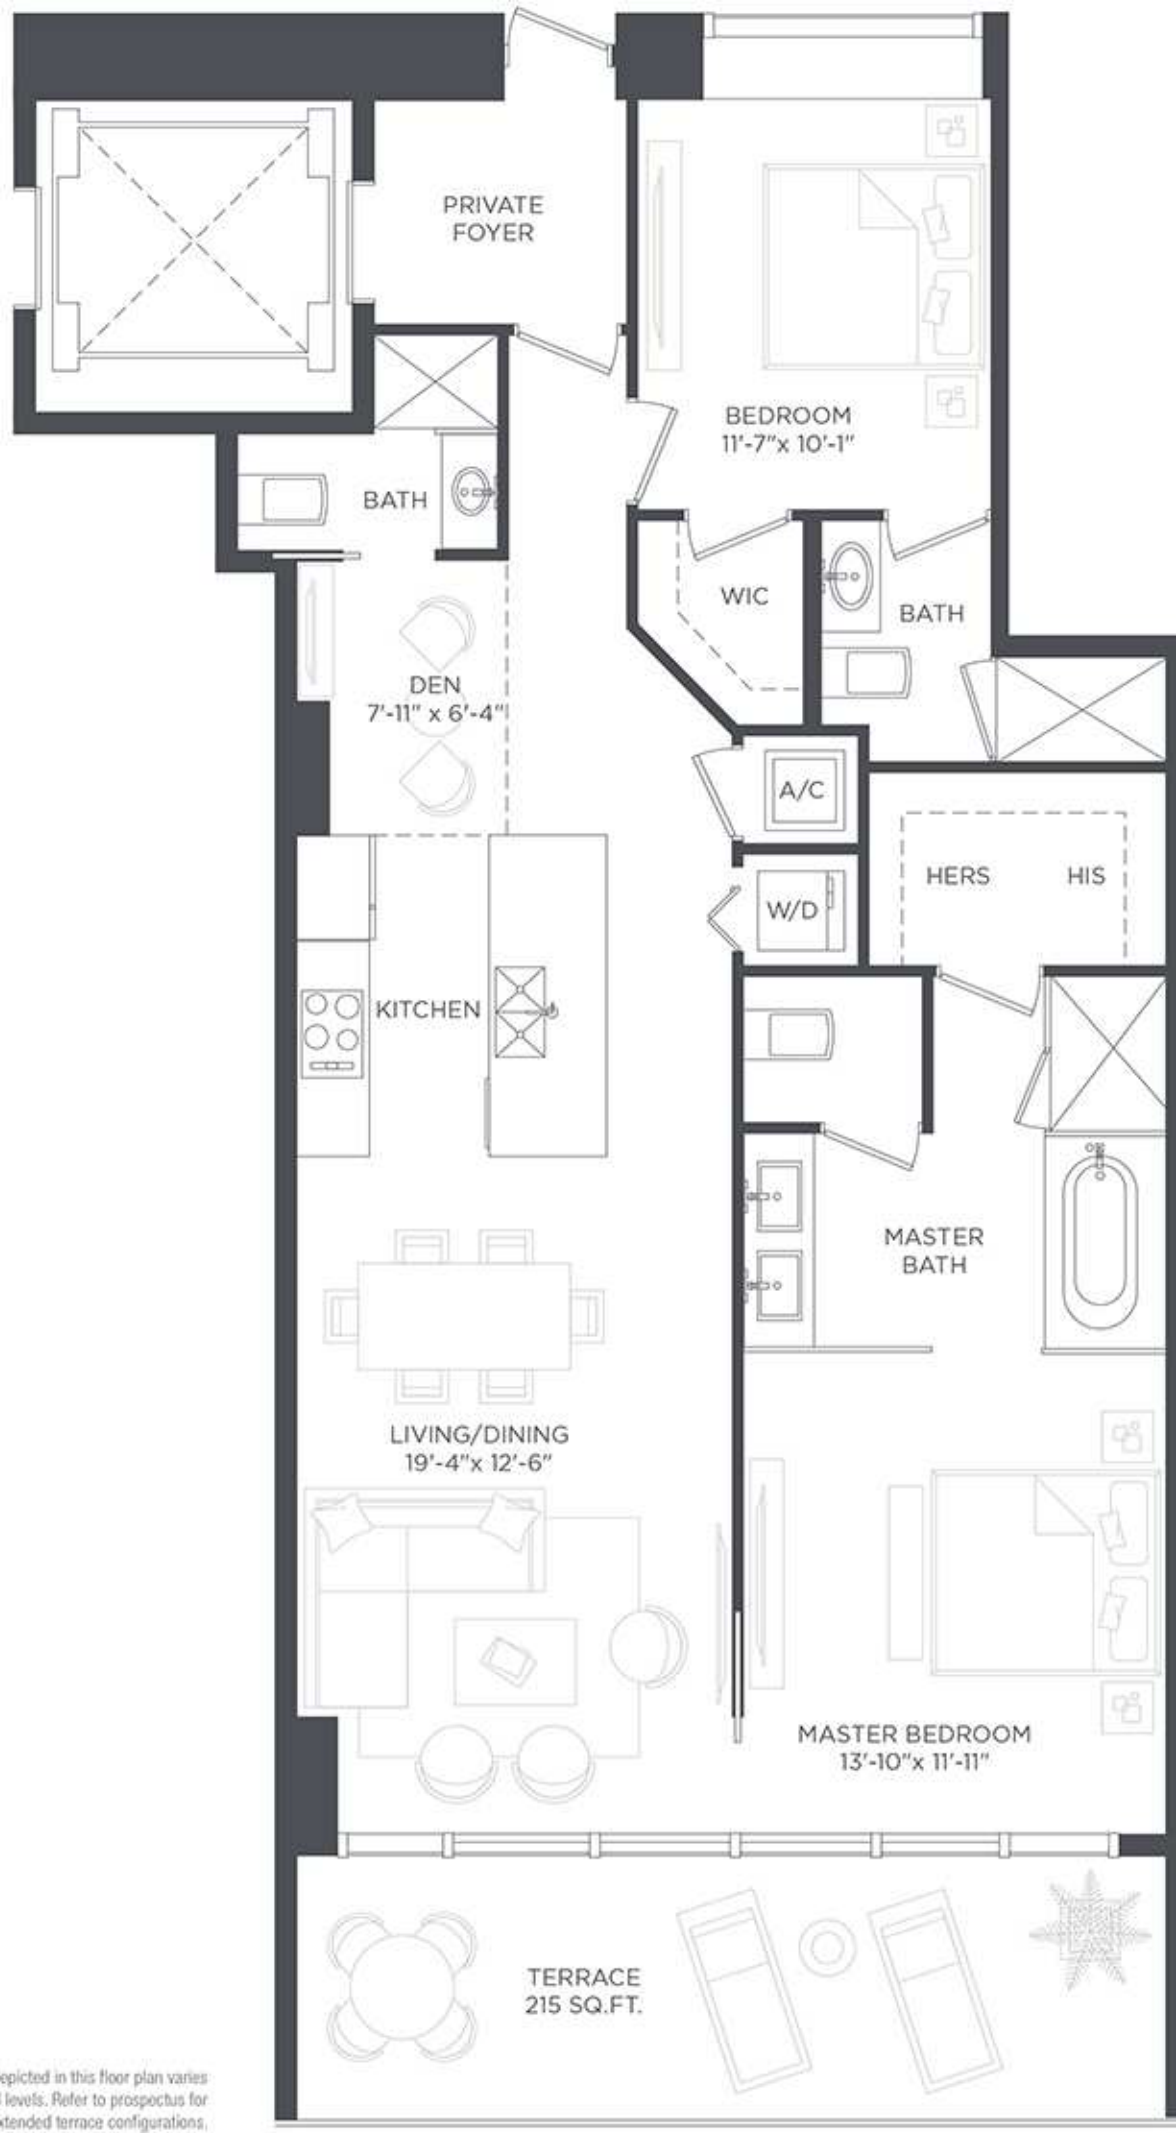 PRIVATE
FOYER
BEDROOM
11'-7"x 10'-1"
BATH
WIC
BATH
DEN
7'-11" x 6'-4"
A/C
HERS
HIS
W/D
KITCHEN
MASTER
BATH
LIVING/DINING
19'-4"x 12'-6"
MASTER BEDROOM
13'-10"x 11'-11"
TERRACE
215 SQ.FT.
depicted in this floor plan varies
levels. Refer to prospectus for
extended terrace configurations.